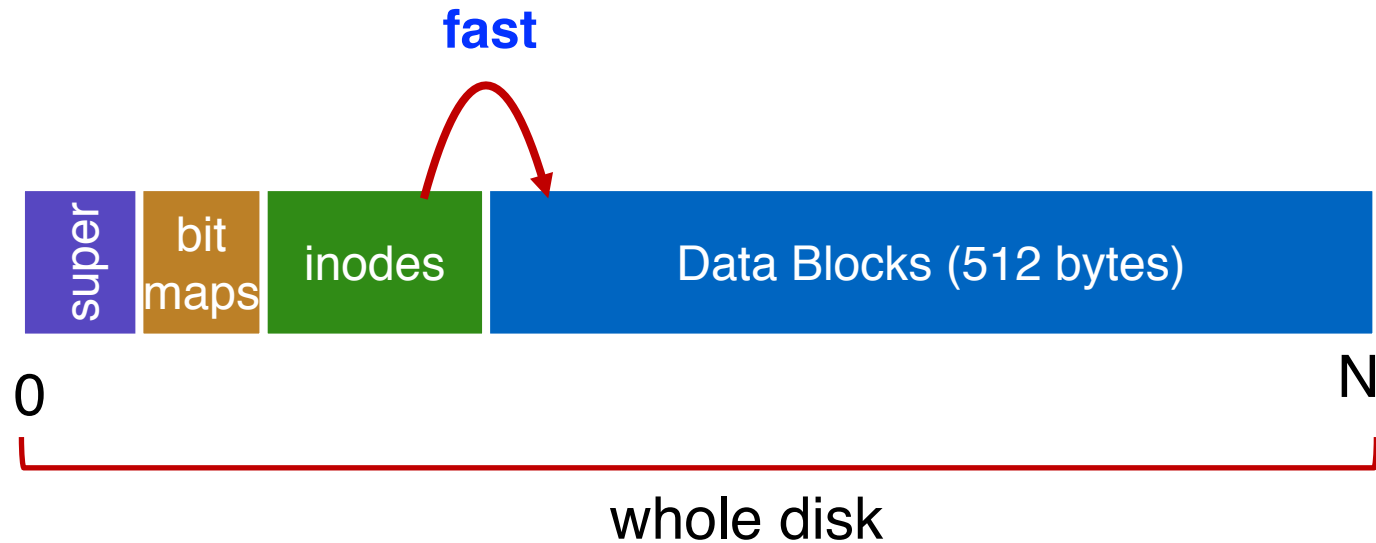 fast
super
bit
maps
inodes
Data Blocks (512 bytes)
0
N
whole disk